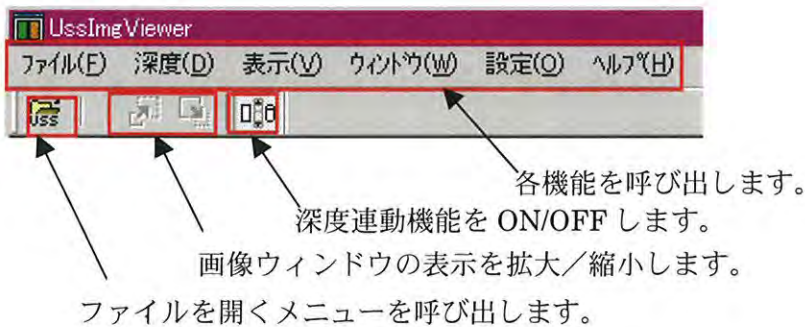 UssImgViewer
ファイル(F) 深度(D) 表示(V) ウィンドウ(W) 設定(O) ヘルプ(H)
USS
各機能を呼び出します。
深度連動機能を ON/OFF します。
画像ウィンドウの表示を拡大／縮小します。
ファイルを開くメニューを呼び出します。